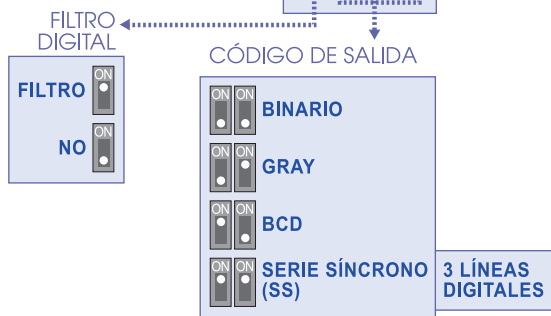 FILTRO
DIGITAL
CÓDIGO DE SALIDA
FILTRO
ON
NO
ON
ON ON
BINARIO
ON ON
GRAY
ON ON
BCD
ON ON
SERIE SÍNCRONO
(SS)
3 LÍNEAS
DIGITALES